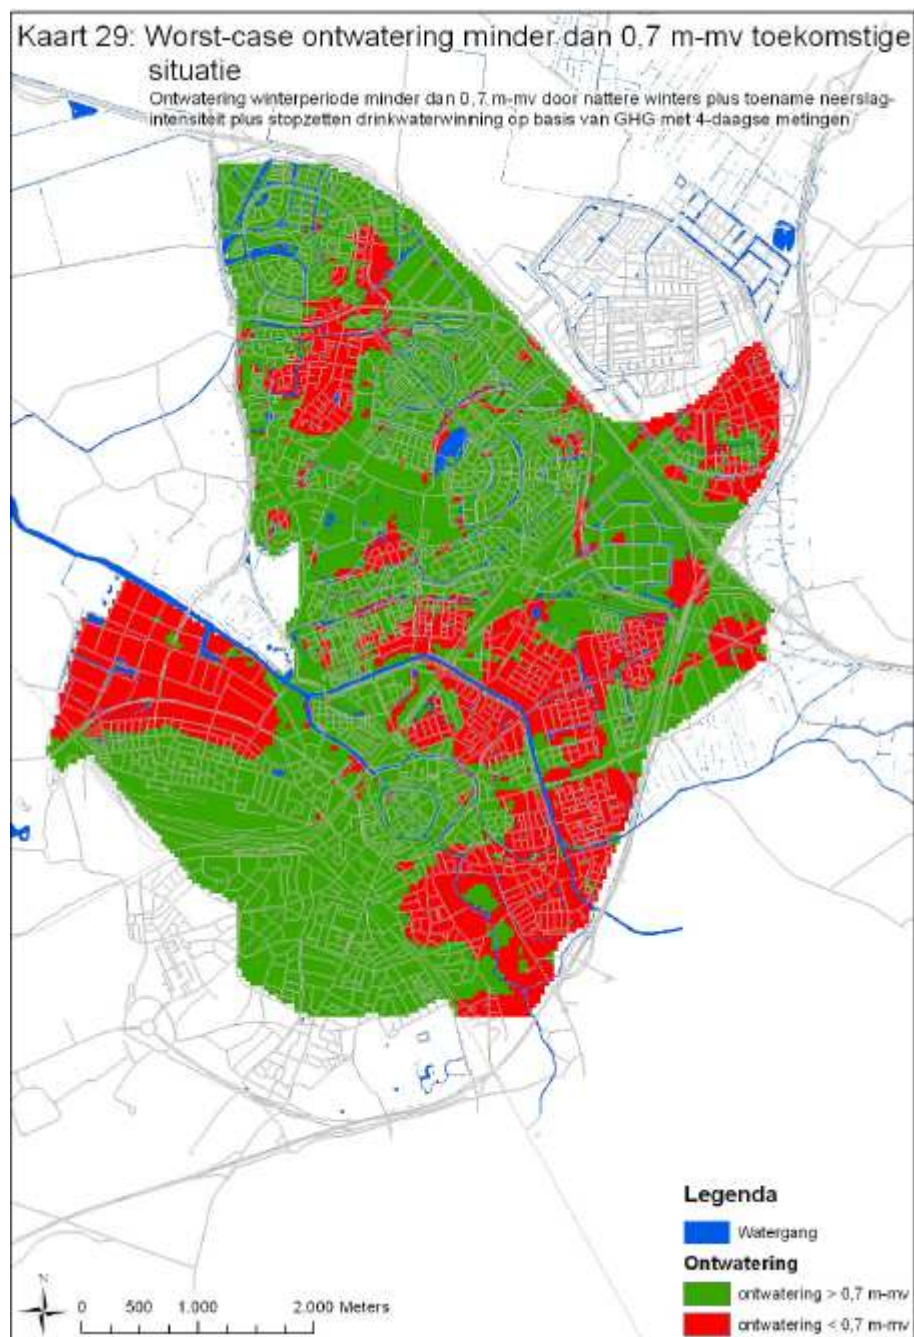 Kaart 29: Worst-case ontwatering minder dan 0,7 m-mv toekomstige
situatie
Ontwatering winterperiode minder dan 0,7 m-mv door nattere winters plus toename neerslag-
intensiteit plus stopzetten drinkwaterwinning op basis van GHG met 4-daagse metingen
Legenda
Watergang
Ontwatering
ontwatering > 0,7 m-mv
ontwatering < 0,7 m-mv
N
0 500 1.000 2.000 Meters